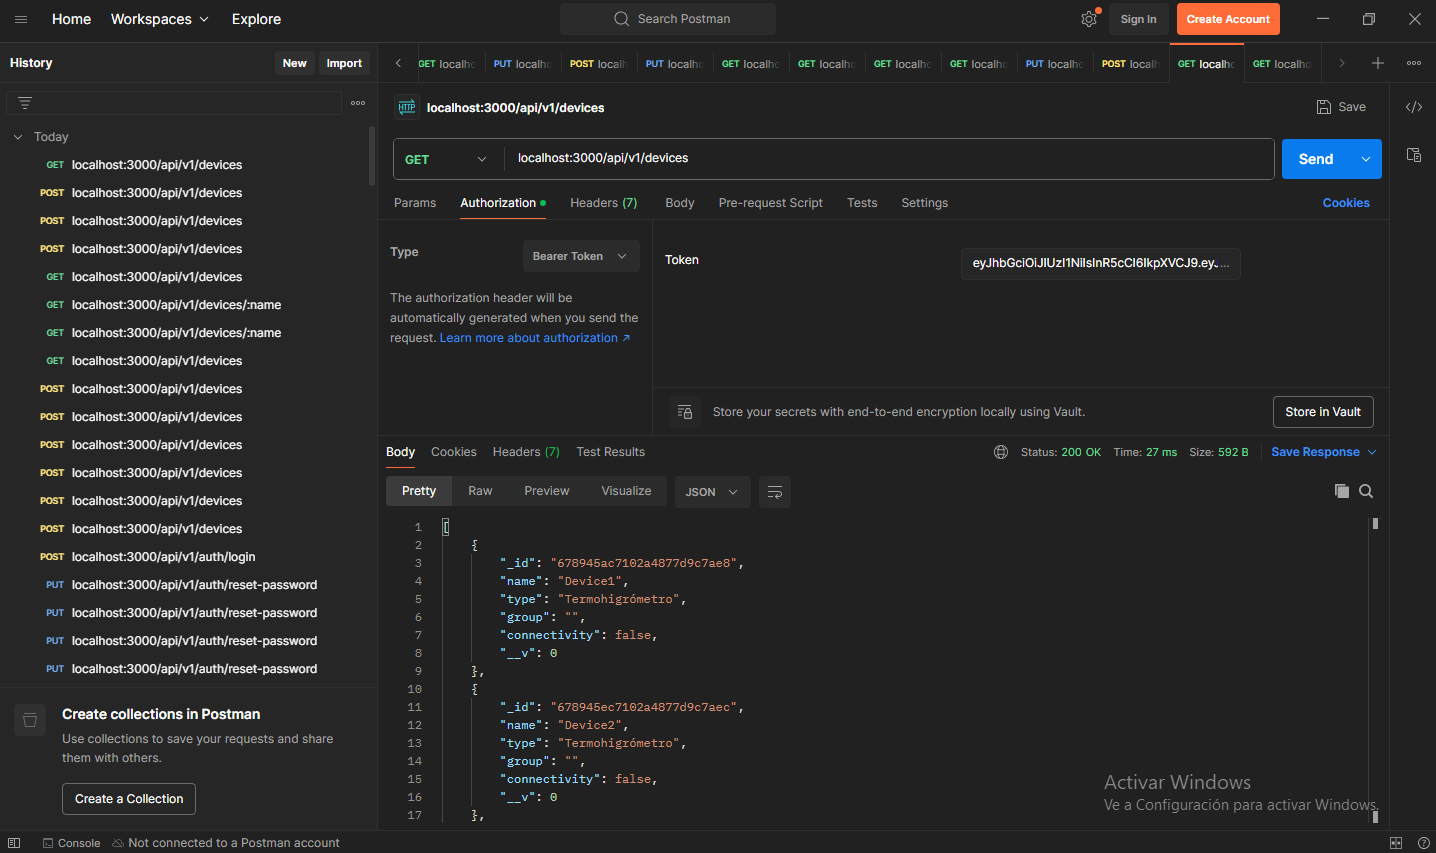 Home Workspaces Explore Search Postman Sign In Create Account
History New Import
GET localho PUT localho POST localh PUT localho GET localho GET localho GET localho GET localho PUT localho POST localh GET localho GET localho
HTTP localhost:3000/api/v1/devices Save
Today
GET localhost:3000/api/v1/devices
POST localhost:3000/api/v1/devices
POST localhost:3000/api/v1/devices
POST localhost:3000/api/v1/devices
GET localhost:3000/api/v1/devices
GET localhost:3000/api/v1/devices/:name
GET localhost:3000/api/v1/devices/:name
GET localhost:3000/api/v1/devices
POST localhost:3000/api/v1/devices
POST localhost:3000/api/v1/devices
POST localhost:3000/api/v1/devices
POST localhost:3000/api/v1/devices
POST localhost:3000/api/v1/devices
POST localhost:3000/api/v1/devices
POST localhost:3000/api/v1/auth/login
PUT localhost:3000/api/v1/auth/reset-password
PUT localhost:3000/api/v1/auth/reset-password
PUT localhost:3000/api/v1/auth/reset-password
PUT localhost:3000/api/v1/auth/reset-password
Create collections in Postman
Use collections to save your requests and share
them with others.
Create a Collection
GET localhost:3000/api/v1/devices Send
Params Authorization Headers (7) Body Pre-request Script Tests Settings Cookies
Type Bearer Token
The authorization header will be
automatically generated when you send the
request. Learn more about authorization ↗
Token eyJhbGciOiJIUzI1NiIsInR5cCI6IkpXVCJ9.eyJ...
Store your secrets with end-to-end encryption locally using Vault. Store in Vault
Body Cookies Headers (7) Test Results Status: 200 OK Time: 27 ms Size: 592 B Save Response
Pretty Raw Preview Visualize JSON
1 [
2 {
3 "_id": "678945ac7102a4877d9c7ae8",
4 "name": "Device1",
5 "type": "Termohigrómetro",
6 "group": "",
7 "connectivity": false,
8 "__v": 0
9 },
10 {
11 "_id": "678945ec7102a4877d9c7aec",
12 "name": "Device2",
13 "type": "Termohigrómetro",
14 "group": "",
15 "connectivity": false,
16 "__v": 0
17 },
Activar Windows
Ve a Configuración para activar Windows.
Console Not connected to a Postman account